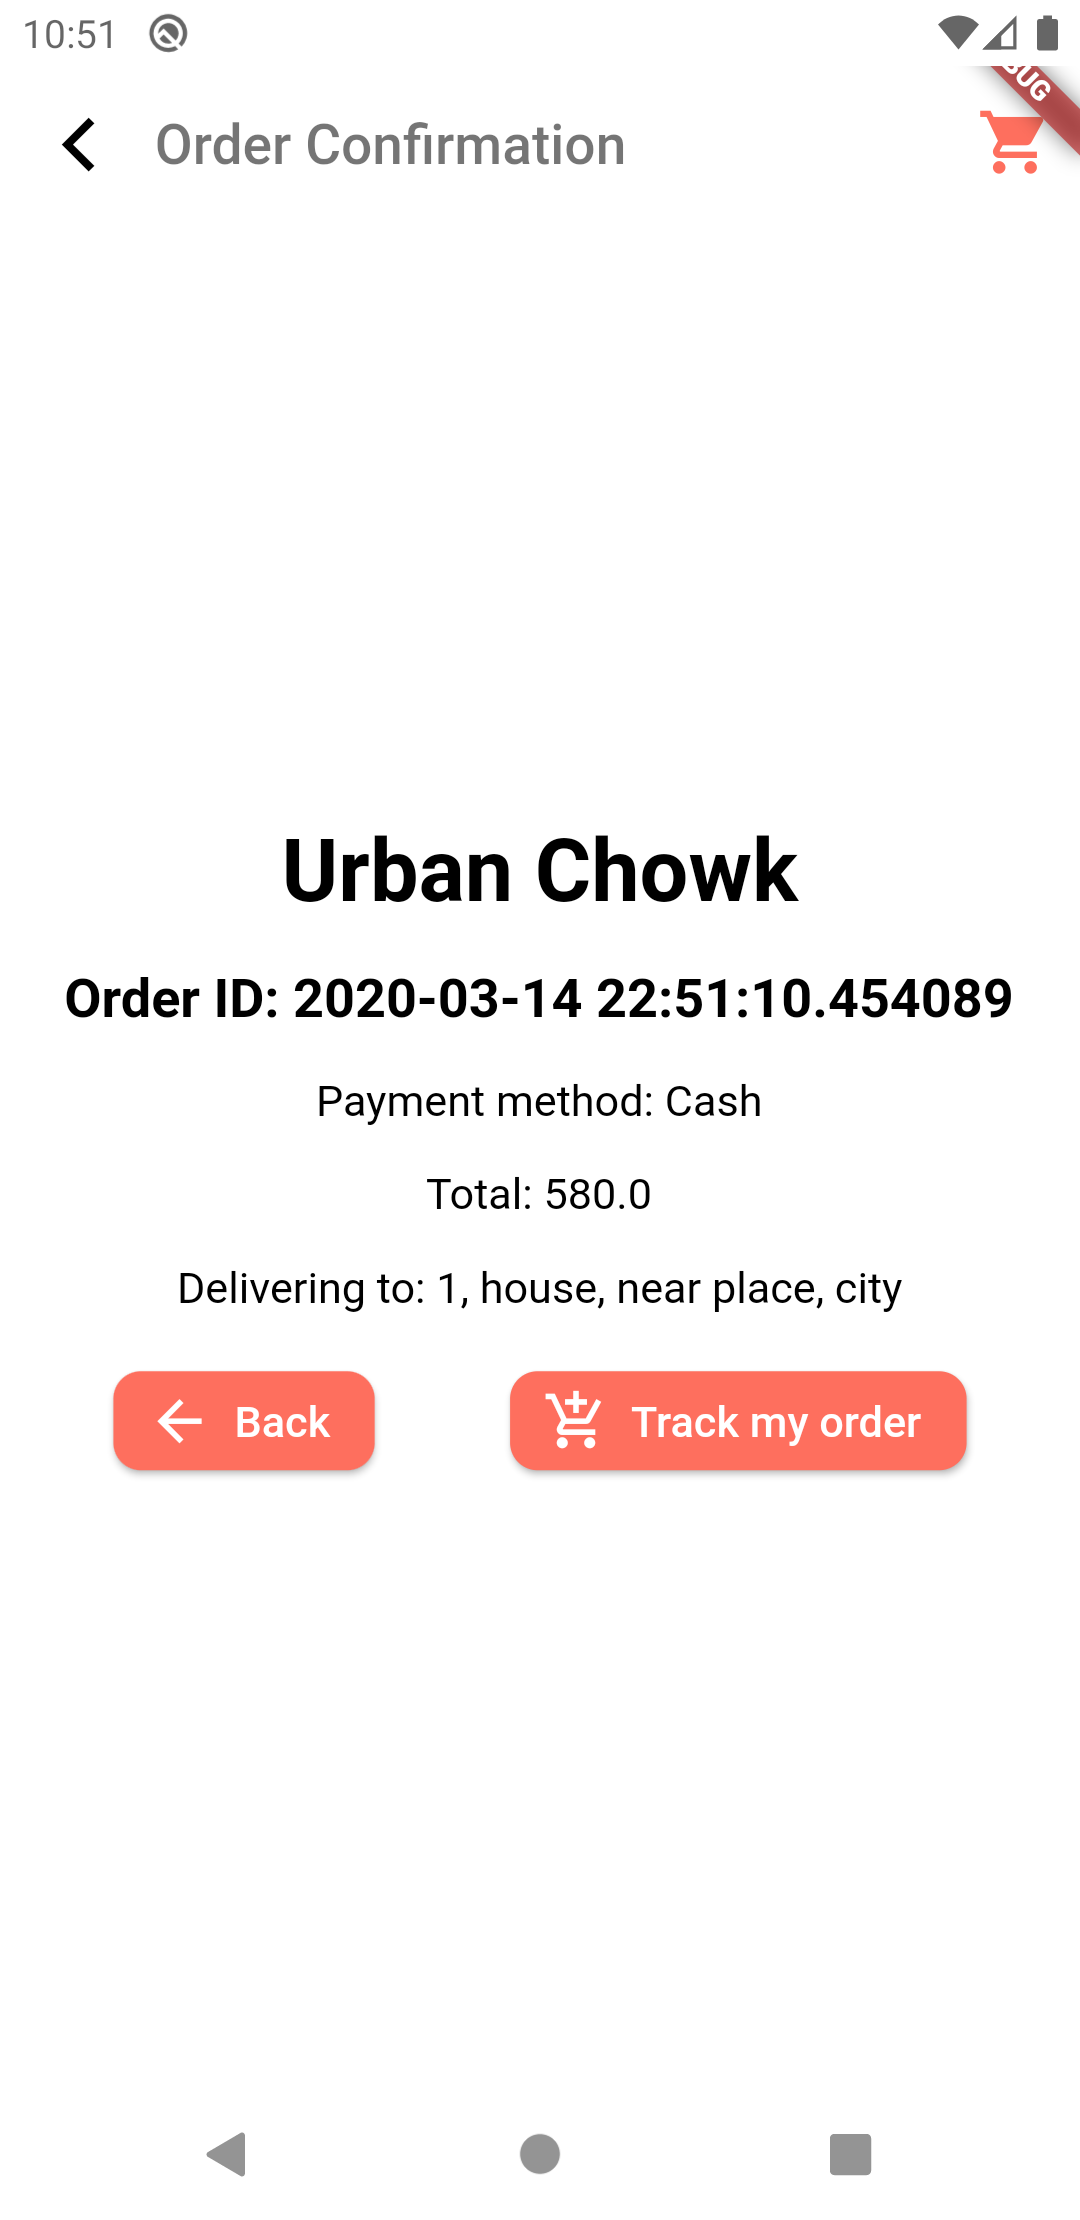 10:51
Order Confirmation
Urban Chowk
Order ID: 2020-03-14 22:51:10.454089
Payment method: Cash
Total: 580.0
Delivering to: 1, house, near place, city
Back
Track my order